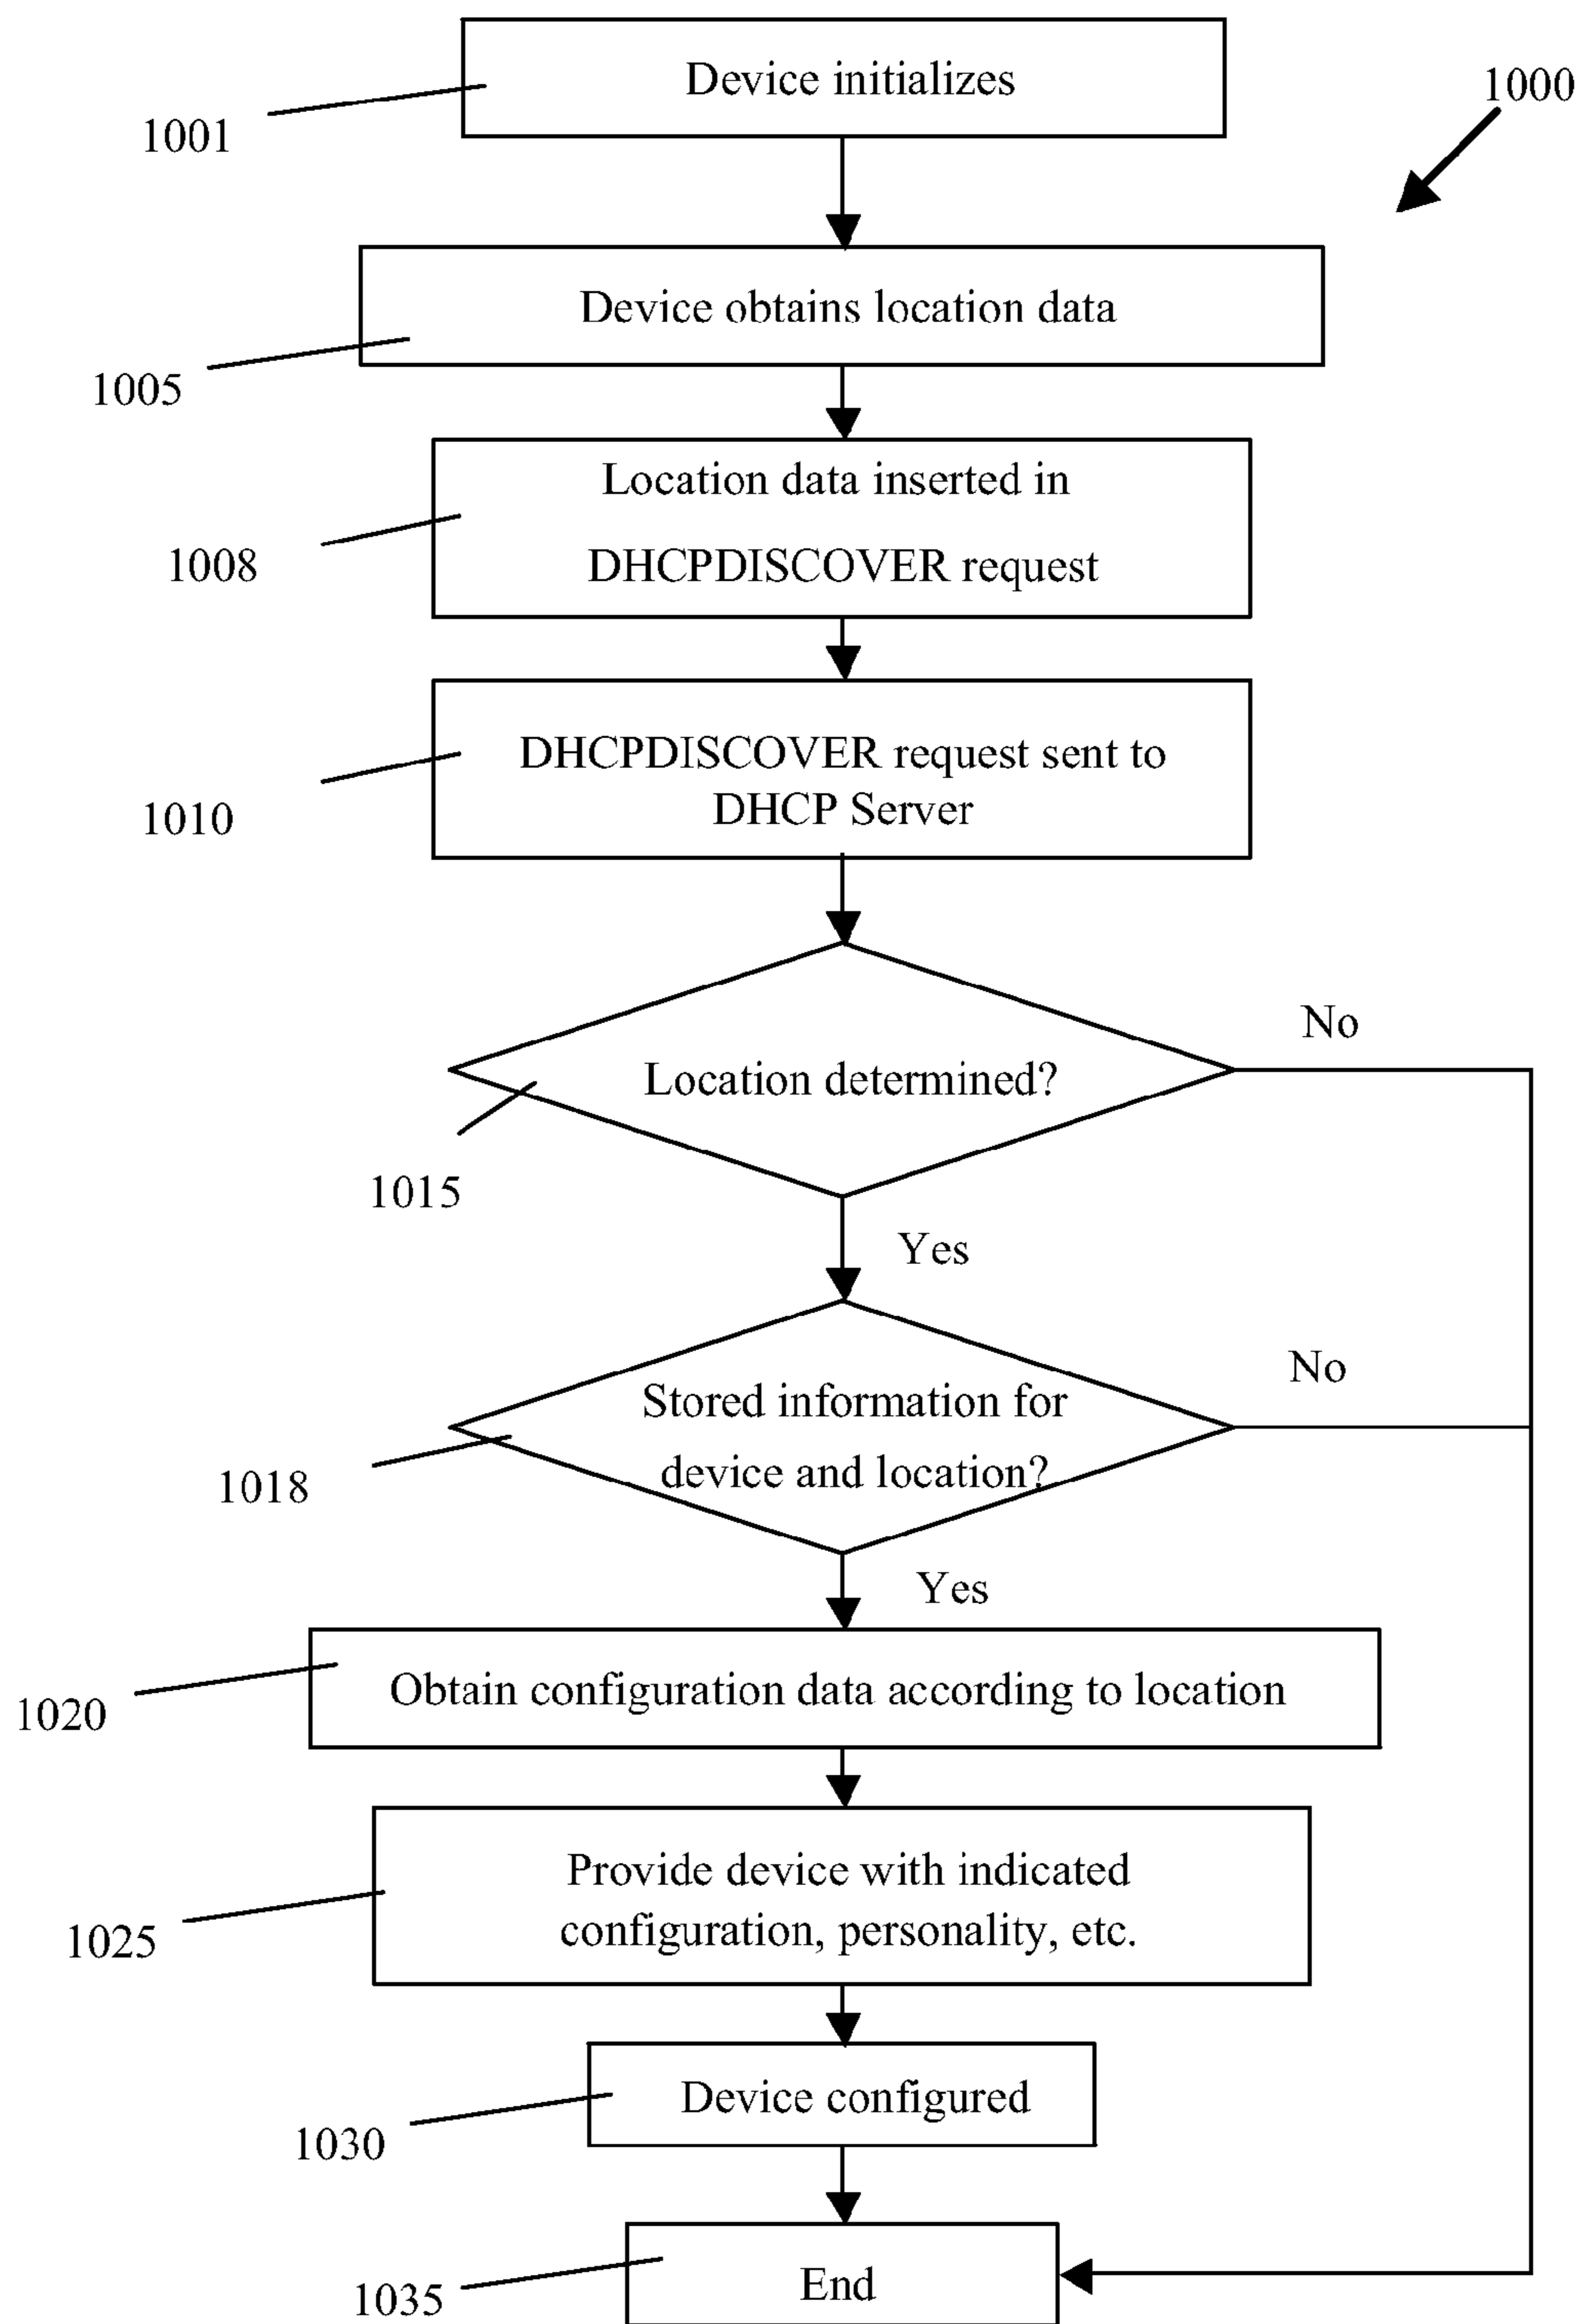 Device initializes
1000
1001
Device obtains location data
1005
Location data inserted in
DHCPDISCOVER request
1008
DHCPDISCOVER request sent to
DHCP Server
1010
No
Location determined?
1015
Yes
No
Stored information for
device and location?
1018
Yes
Obtain configuration data according to location
1020
Provide device with indicated
configuration, personality, etc.
1025
Device configured
1030
End
1035